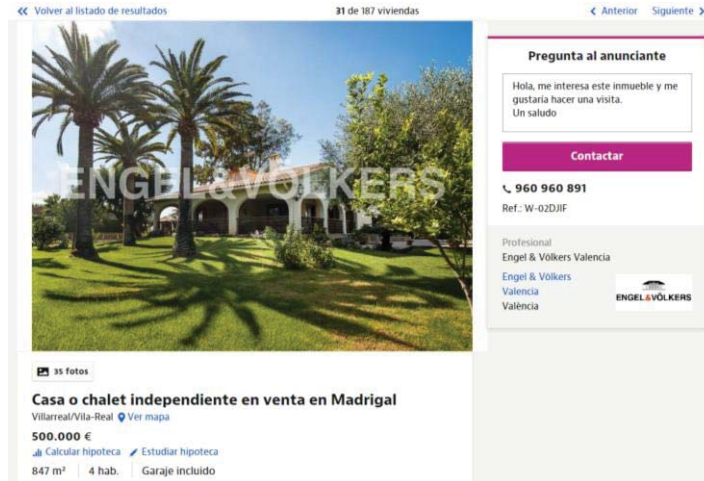 Volver al listado de resultados
31 de 187 viviendas
Anterior Siguiente
ENGEL&VÖLKERS
Pregunta al anunciante
Hola, me interesa este inmueble y me
gustaría hacer una visita.
Un saludo
Contactar
960 960 891
Ref.: W-02DJIF
Profesional
Engel & Völkers Valencia
Engel & Völkers
Valencia
València
ENGEL&VÖLKERS
35 fotos
Casa o chalet independiente en venta en Madrigal
Villarreal/Vila-Real Ver mapa
500.000 €
Calcular hipoteca Estudiar hipoteca
847 m² 4 hab. Garaje incluido